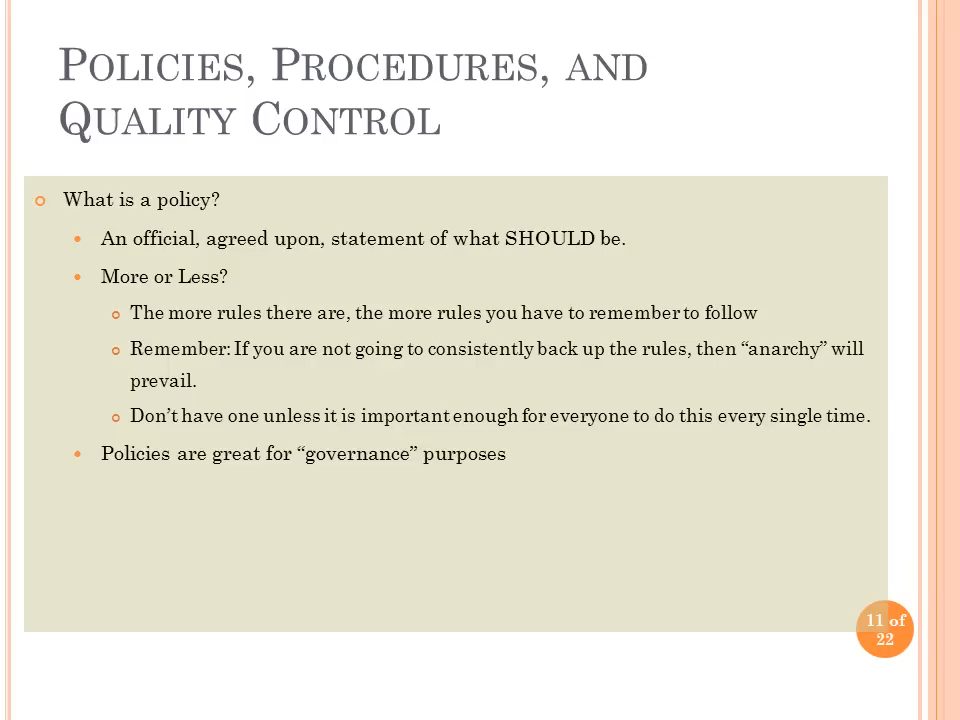 POLICIES, PROCEDURES, AND
QUALITY CONTROL
What is a policy?
An official, agreed upon, statement of what SHOULD be.
More or Less?
The more rules there are, the more rules you have to remember to follow
Remember: If you are not going to consistently back up the rules, then “anarchy” will
prevail.
Don’t have one unless it is important enough for everyone to do this every single time.
Policies are great for “governance” purposes
11 of
22